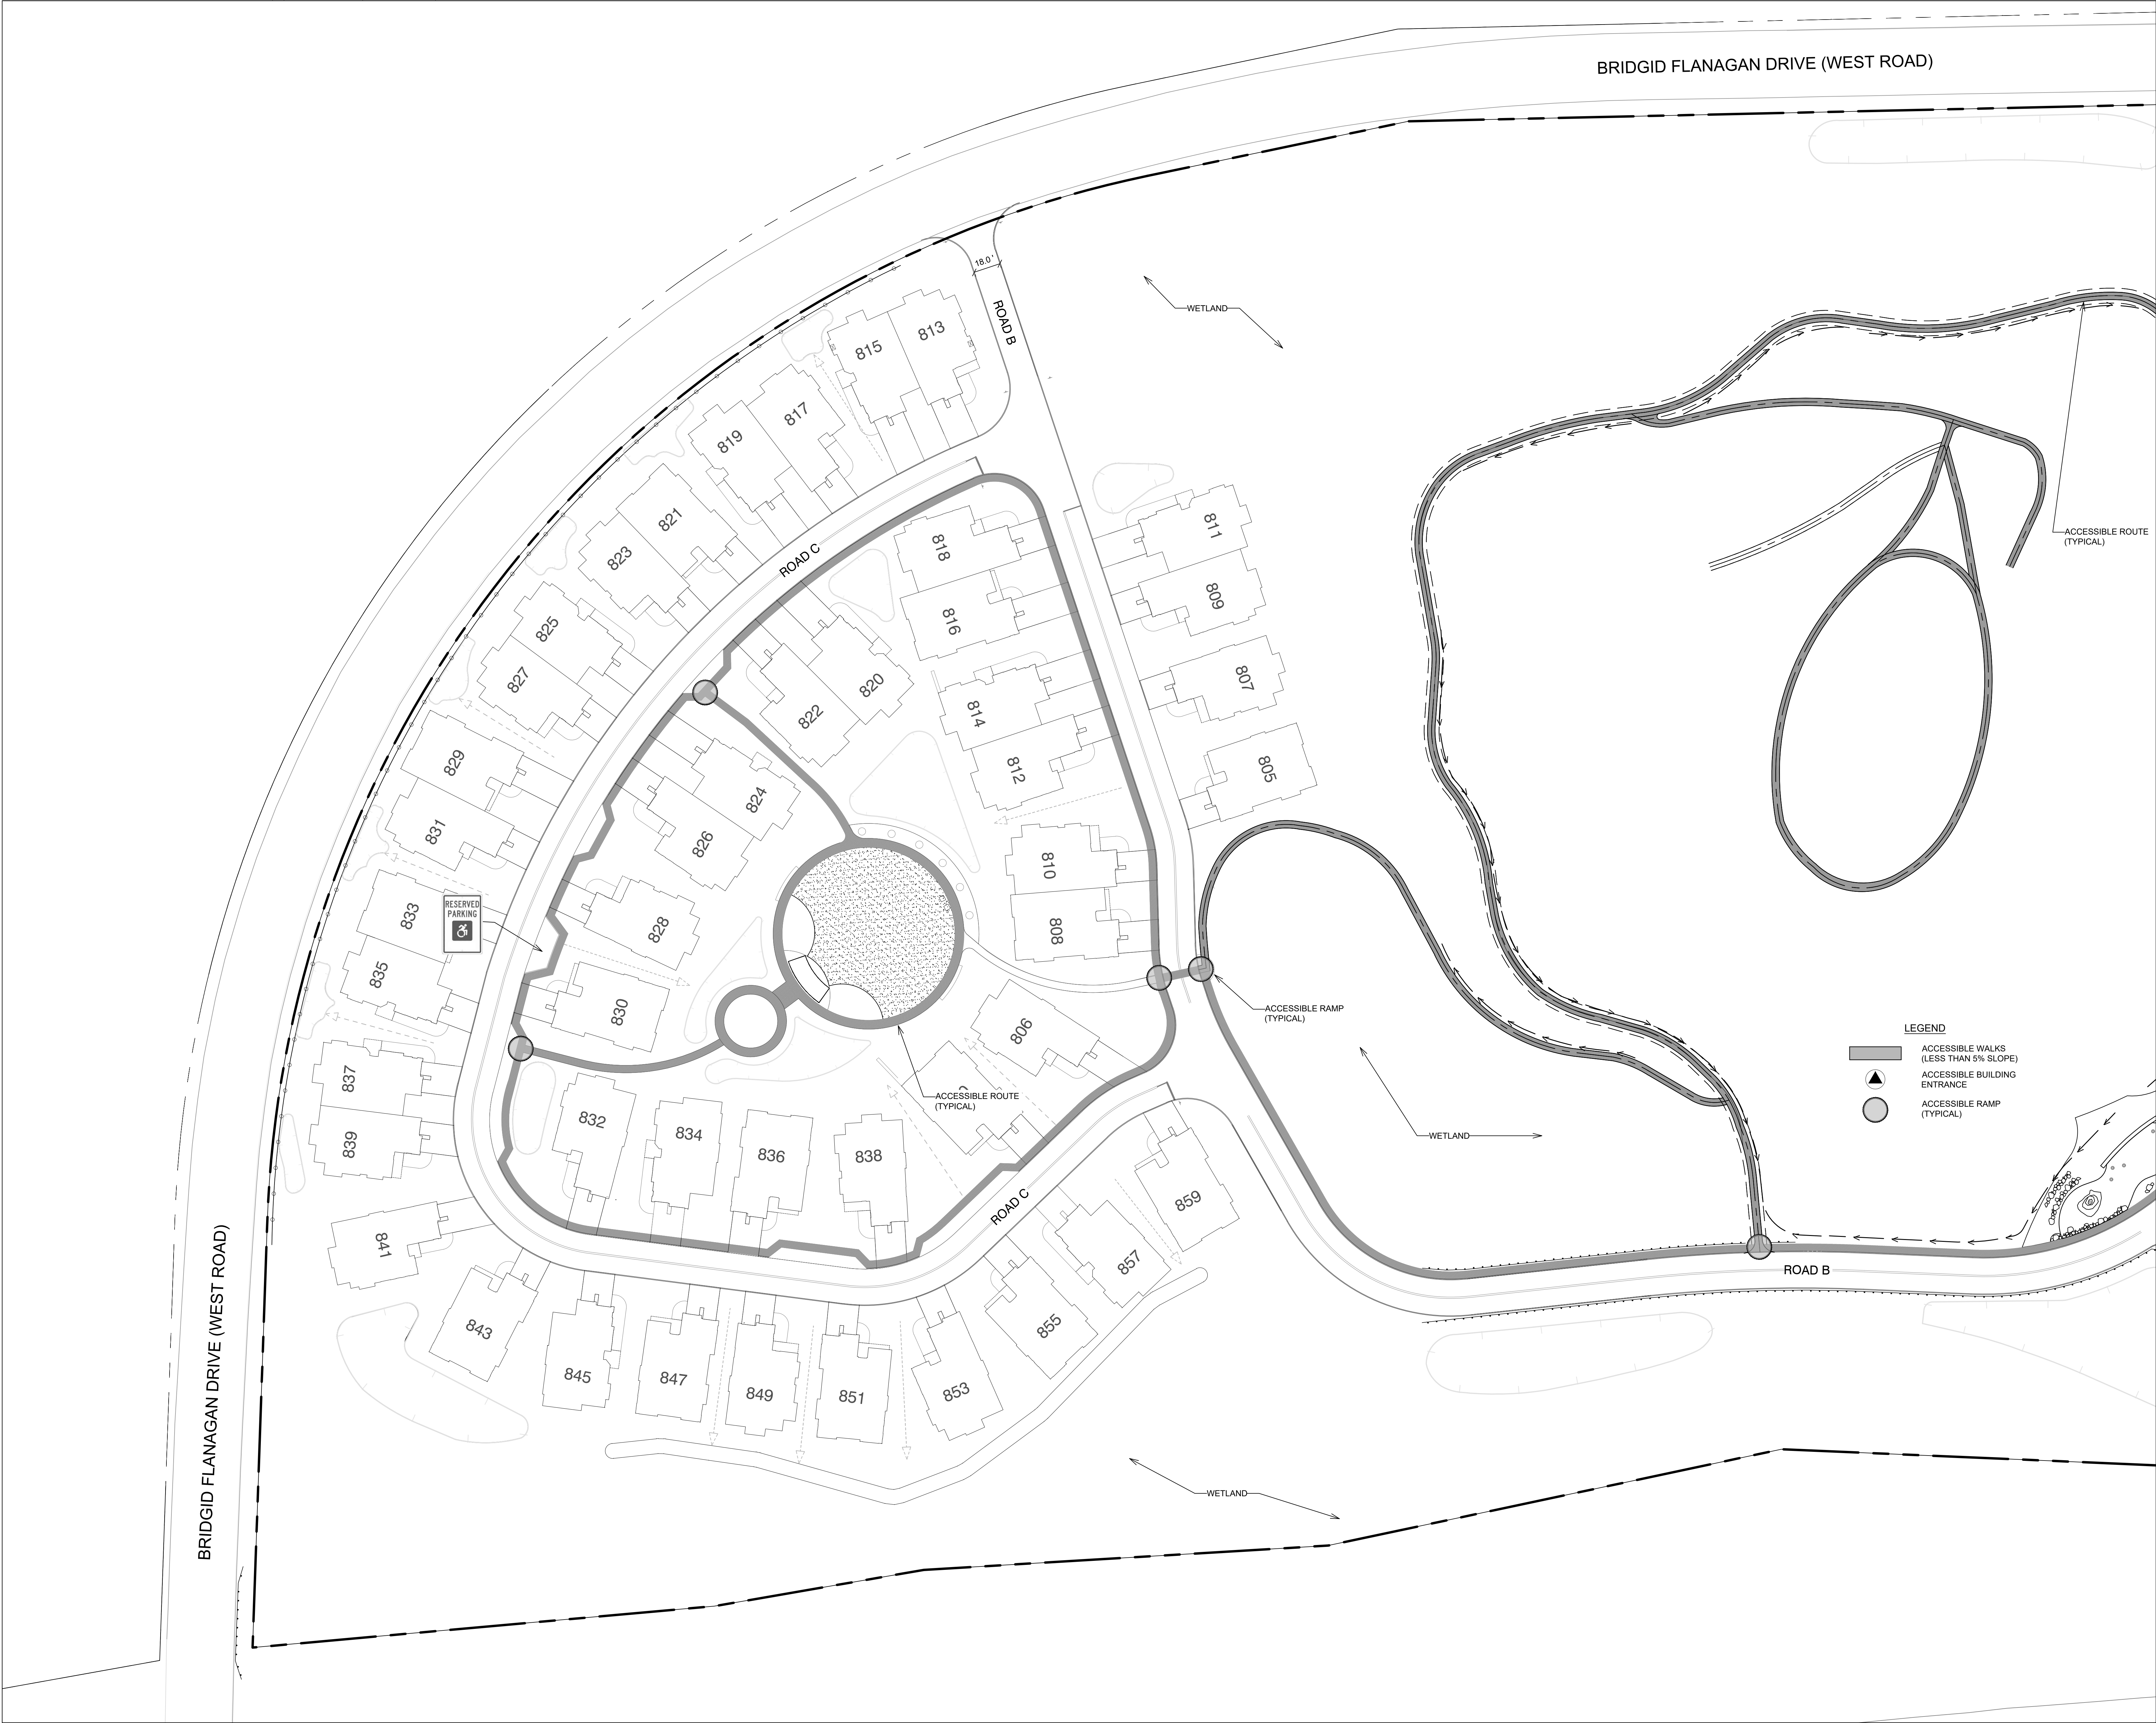 BRIDGID FLANAGAN DRIVE (WEST ROAD)
18.0 '
ROAD B
WETLAND
815
813
819
817
821
823
825
827
829
831
833
835
837
839
841
843
845
847
849
851
853
855
857
859
ROAD C
818
816
814
812
810
808
806
820
822
824
826
828
830
832
834
836
838
811
809
807
805
RESERVED
PARKING
ACCESSIBLE ROUTE
(TYPICAL)
ACCESSIBLE ROUTE
(TYPICAL)
ACCESSIBLE RAMP
(TYPICAL)
WETLAND
LEGEND
ACCESSIBLE WALKS
(LESS THAN 5% SLOPE)
ACCESSIBLE BUILDING
ENTRANCE
ACCESSIBLE RAMP
(TYPICAL)
ROAD C
ROAD B
WETLAND
BRIDGID FLANAGAN DRIVE (WEST ROAD)